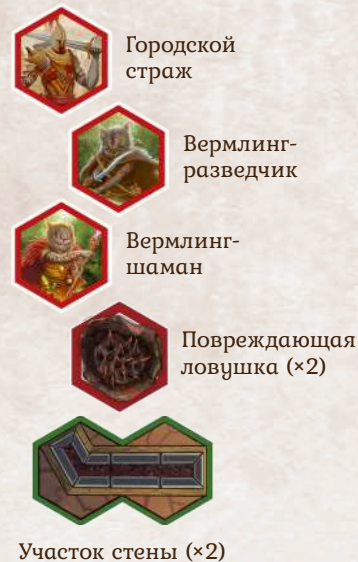 Городской
страж
Вермлинг-
разведчик
Вермлинг-
шаман
Повреждающая
ловушка (×2)
Участок стены (×2)